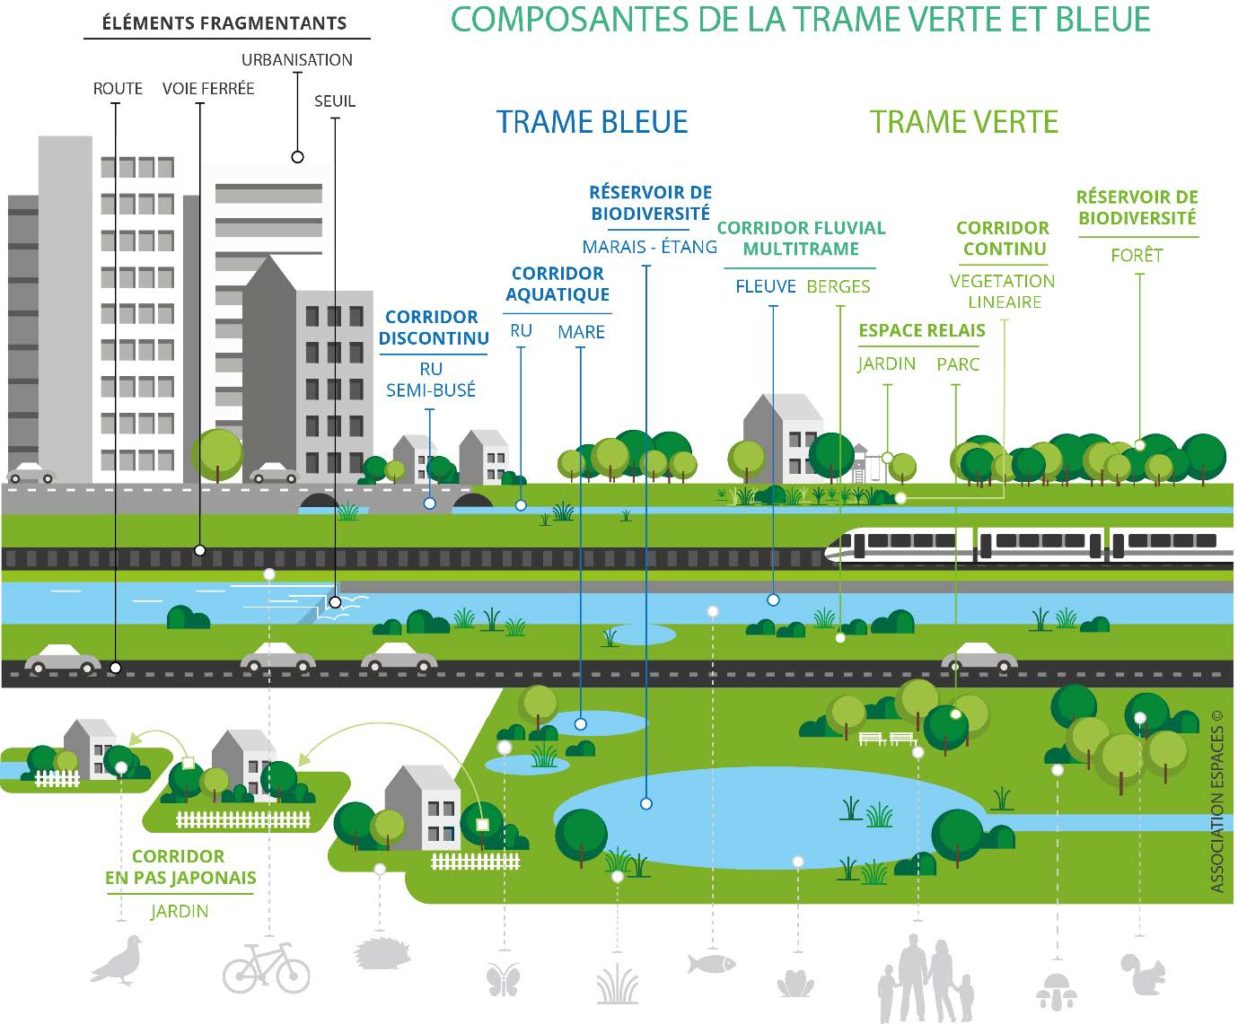 COMPOSANTES DE LA TRAME VERTE ET BLEUE
ÉLÉMENTS FRAGMENTANTS
URBANISATION
ROUTE
VOIE FERRÉE
SEUIL
TRAME BLEUE
TRAME VERTE
CORRIDOR
DISCONTINU
RU
SEMI-BUSÉ
CORRIDOR
AQUATIQUE
RU
MARE
RÉSERVOIR DE
BIODIVERSITÉ
MARAIS - ÉTANG
CORRIDOR FLUVIAL
MULTITRAME
FLEUVE
BERGES
ESPACE RELAIS
JARDIN
PARC
CORRIDOR
CONTINU
VEGETATION
LINEAIRE
RÉSERVOIR DE
BIODIVERSITÉ
FORÊT
CORRIDOR
EN PAS JAPONAIS
JARDIN
ASSOCIATION ESPACES ©